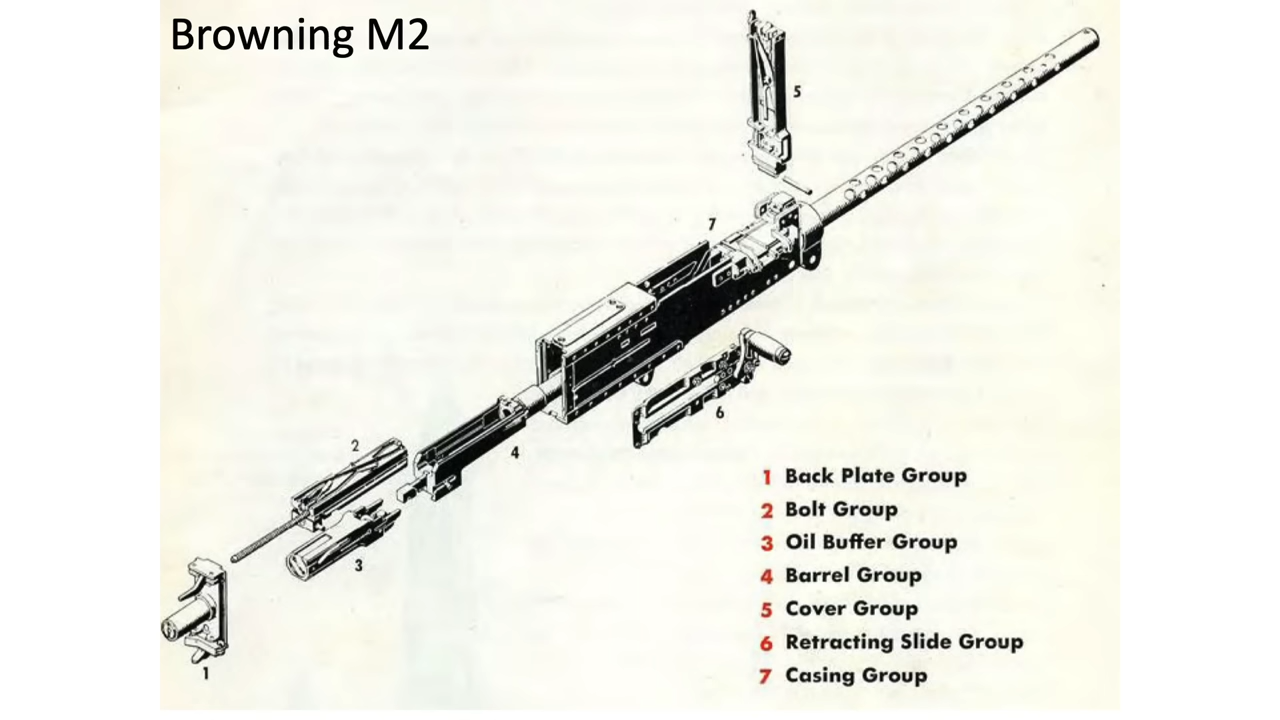 Browning M2
5
7
6
2
4
3
1
1 Back Plate Group
2 Bolt Group
3 Oil Buffer Group
4 Barrel Group
5 Cover Group
6 Retracting Slide Group
7 Casing Group